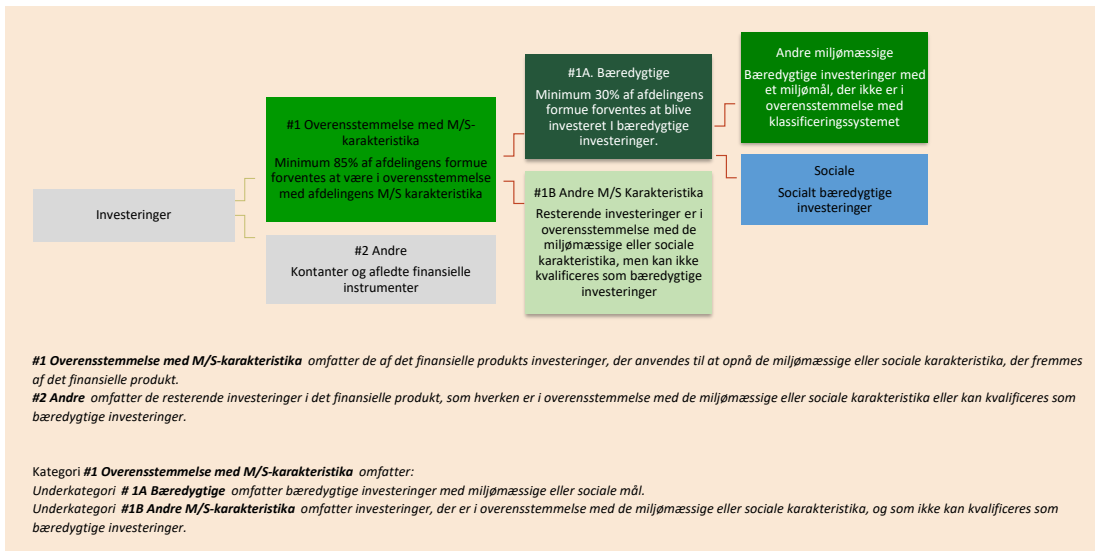 Investeringer
#1 Overensstemmelse med M/S-
karakteristika
Minimum 85% af afdelingens formue
forventes at være i overensstemmelse
med afdelingens M/S karakteristika
#2 Andre
Kontanter og afledte finansielle
instrumenter
#1A. Bæredygtige
Minimum 30% af afdelingens
formue forventes at blive
investeret I bæredygtige
investeringer.
#1B Andre M/S Karakteristika
Resterende investeringer er i
overensstemmelse med de
miljømæssige eller sociale
karakteristika, men kan ikke
kvalificeres som bæredygtige
investeringer
Andre miljømæssige
Bæredygtige investeringer med
et miljømål, der ikke er i
overensstemmelse med
klassificeringssystemet
Sociale
Socialt bæredygtige
investeringer
#1 Overensstemmelse med M/S-karakteristika omfatter de af det finansielle produkts investeringer, der anvendes til at opnå de miljømæssige eller sociale karakteristika, der fremmes
af det finansielle produkt.
#2 Andre omfatter de resterende investeringer i det finansielle produkt, som hverken er i overensstemmelse med de miljømæssige eller sociale karakteristika eller kan kvalificeres som
bæredygtige investeringer.
Kategori #1 Overensstemmelse med M/S-karakteristika omfatter:
Underkategori # 1A Bæredygtige omfatter bæredygtige investeringer med miljømæssige eller sociale mål.
Underkategori #1B Andre M/S-karakteristika omfatter investeringer, der er i overensstemmelse med de miljømæssige eller sociale karakteristika, og som ikke kan kvalificeres som
bæredygtige investeringer.